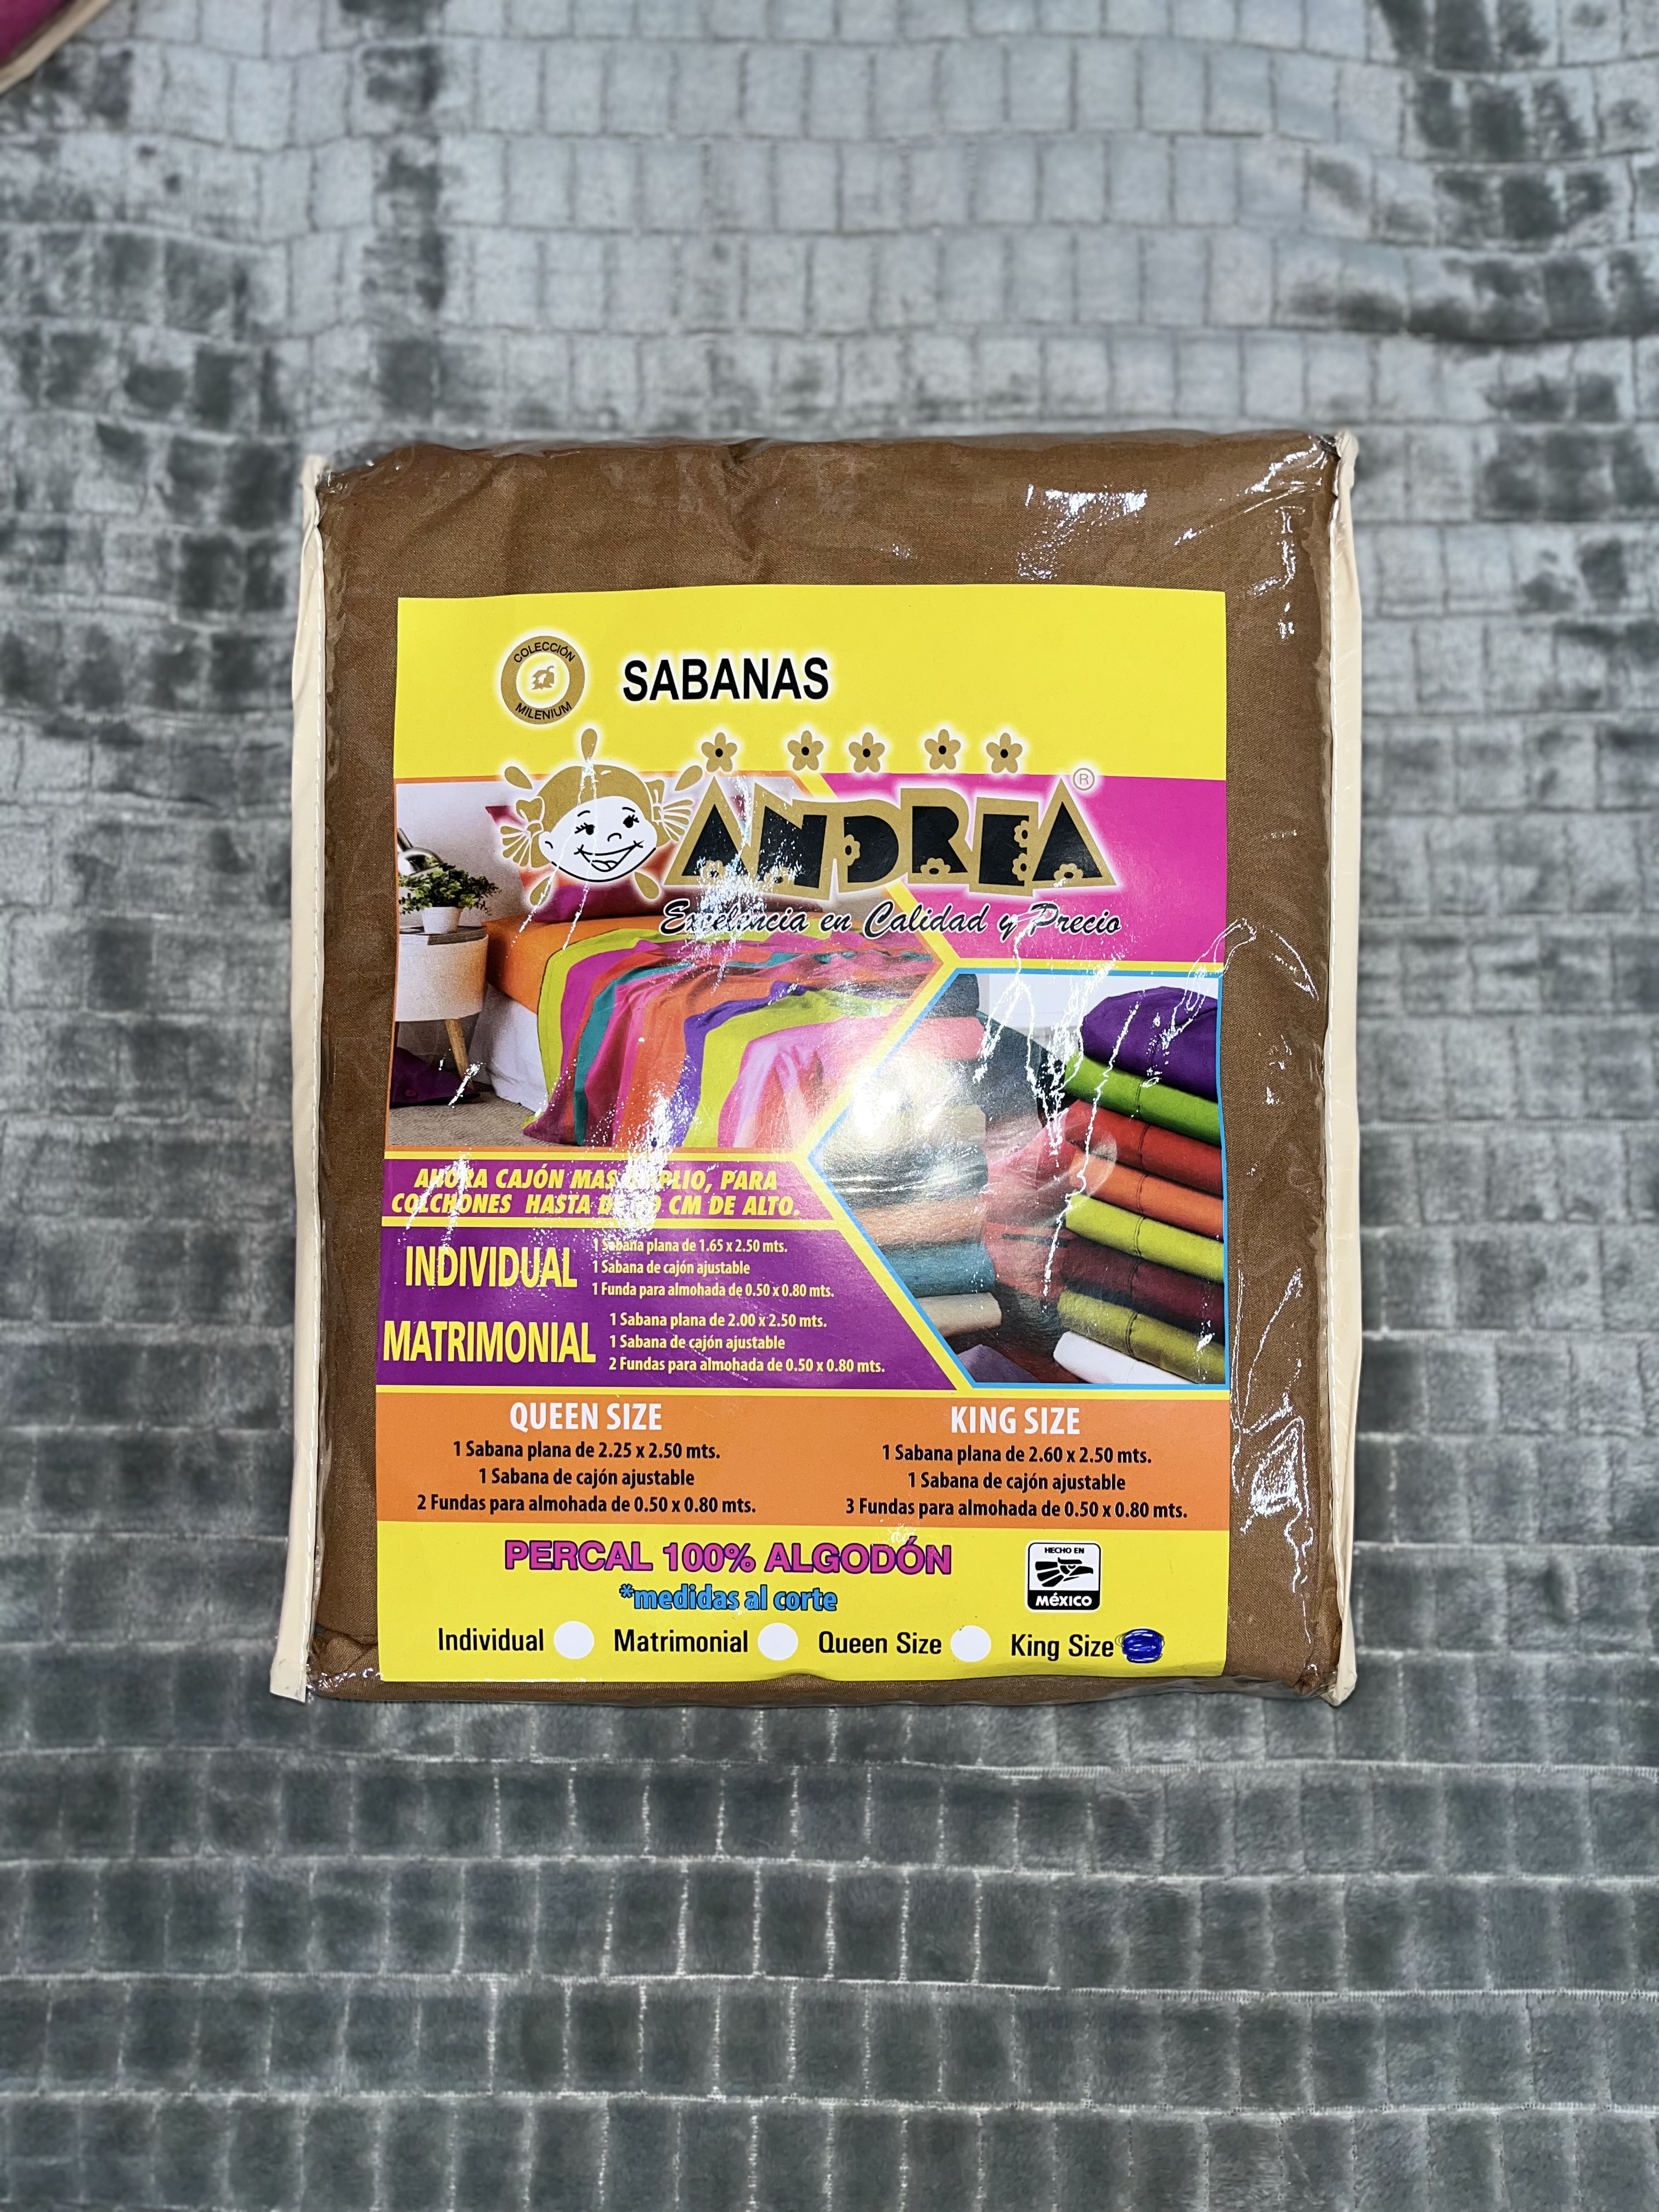 COLECCIÓN
MILENIUM
SABANAS
ANDREA®
Excelencia en Calidad y Precio
AHORA CAJÓN MAS AMPLIO, PARA
COLCHONES HASTA DE CM DE ALTO.
INDIVIDUAL
1 Sabana plana de 1.65 x 2.50 mts.
1 Sabana de cajón ajustable
1 Funda para almohada de 0.50 x 0.80 mts.
MATRIMONIAL
1 Sabana plana de 2.00 x 2.50 mts.
1 Sabana de cajón ajustable
2 Fundas para almohada de 0.50 x 0.80 mts.
QUEEN SIZE
1 Sabana plana de 2.25 x 2.50 mts.
1 Sabana de cajón ajustable
2 Fundas para almohada de 0.50 x 0.80 mts.
KING SIZE
1 Sabana plana de 2.60 x 2.50 mts.
1 Sabana de cajón ajustable
3 Fundas para almohada de 0.50 x 0.80 mts.
PERCAL 100% ALGODÓN
*medidas al corte
HECHO EN
MÉXICO
Individual Matrimonial Queen Size King Size